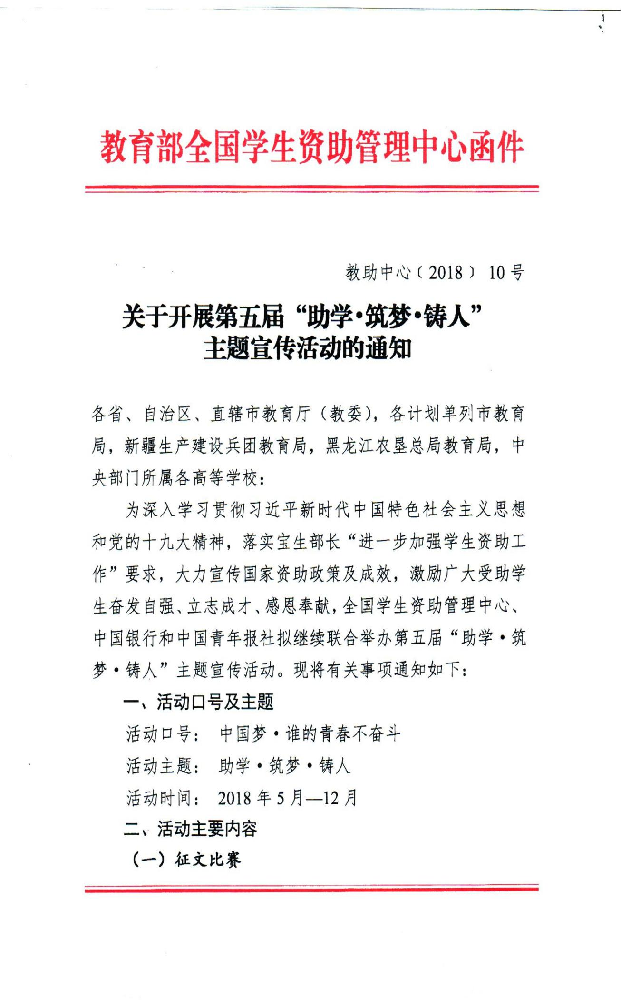 教育部全国学生资助管理中心函件
教助中心﹝2018﹞ 10 号
关于开展第五届“助学·筑梦·铸人”
主题宣传活动的通知
各省、自治区、直辖市教育厅（教委），各计划单列市教育
局，新疆生产建设兵团教育局，黑龙江农垦总局教育局，中
央部门所属各高等学校：
为深入学习贯彻习近平新时代中国特色社会主义思想
和党的十九大精神，落实宝生部长“进一步加强学生资助工
作”要求，大力宣传国家资助政策及成效，激励广大受助学
生奋发自强、立志成才、感恩奉献，全国学生资助管理中心、
中国银行和中国青年报社拟继续联合举办第五届“助学·筑
梦·铸人”主题宣传活动。现将有关事项通知如下：
一、活动口号及主题
活动口号： 中国梦·谁的青春不奋斗
活动主题： 助学·筑梦·铸人
活动时间： 2018 年 5 月—12 月
二、活动主要内容
（一）征文比赛